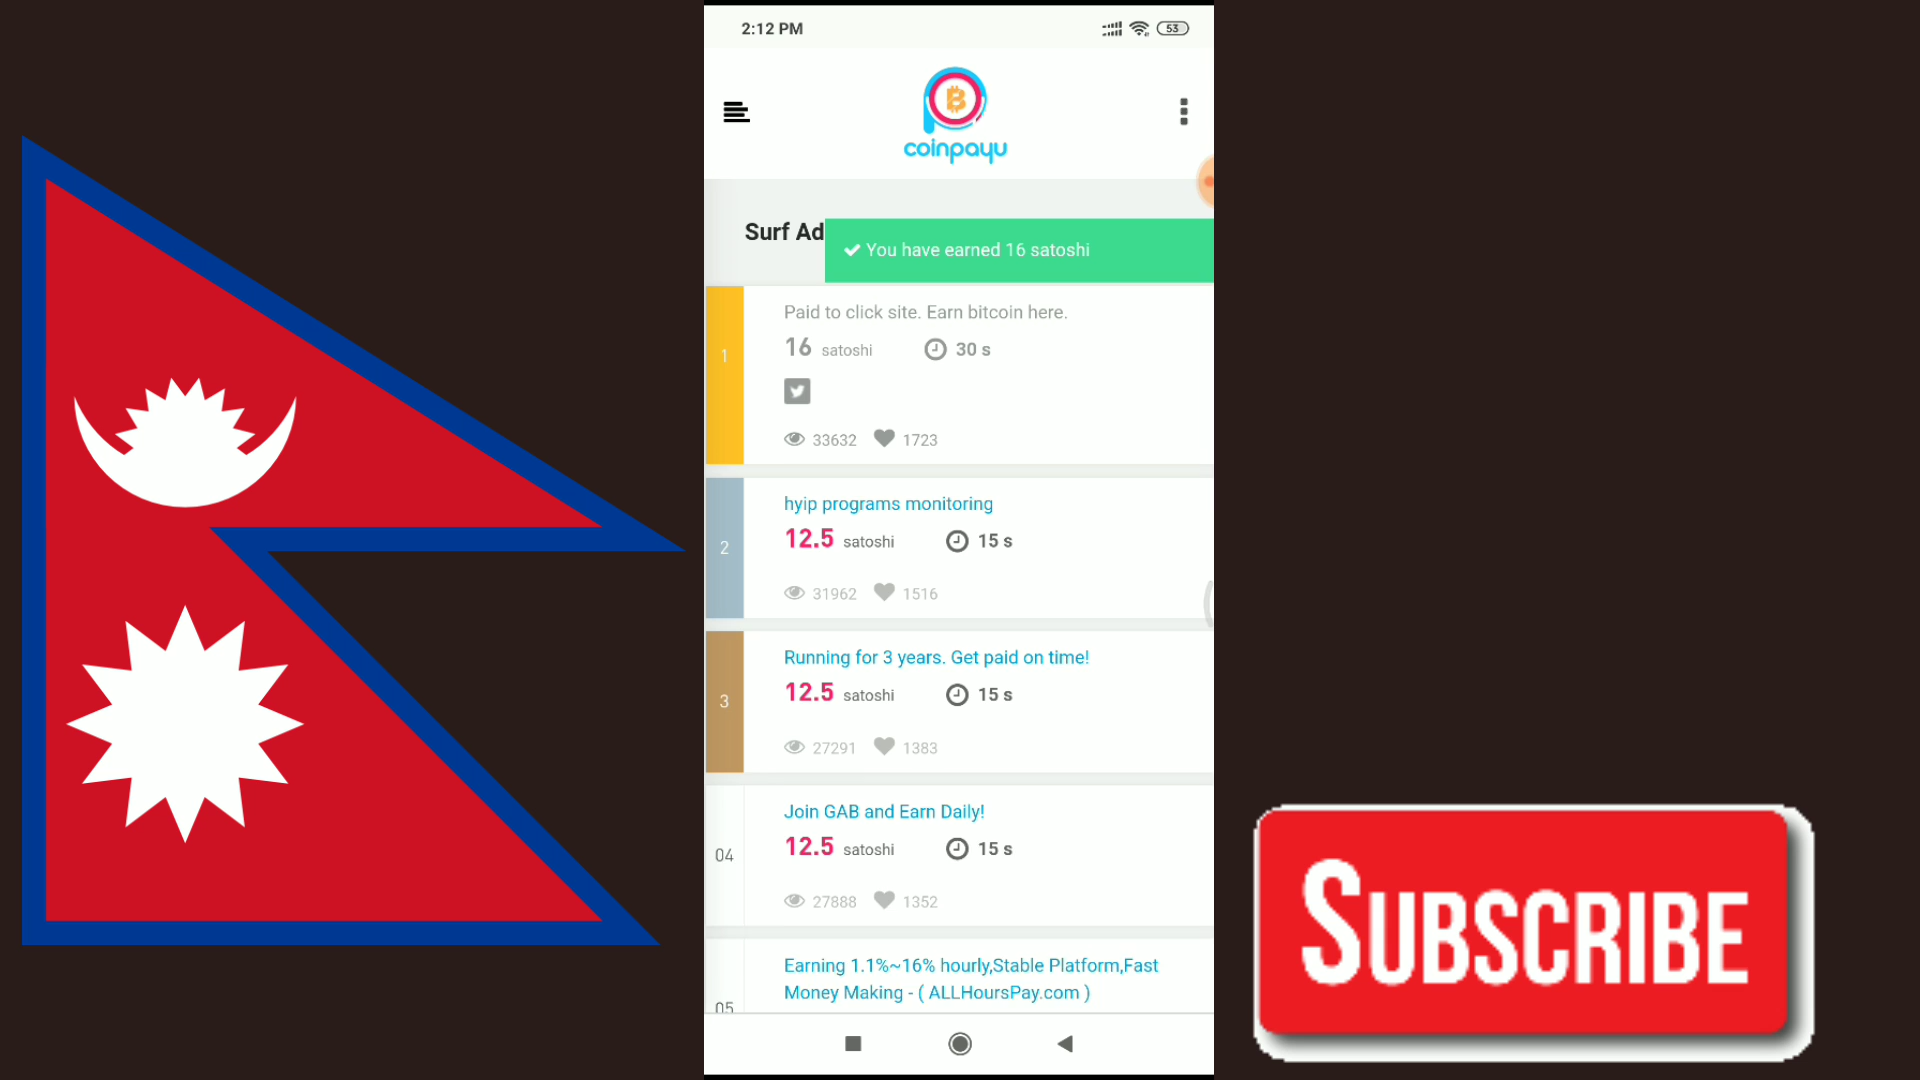 2:12 PM
53
coinpayu
Surf Ad
You have earned 16 satoshi
1
Paid to click site. Earn bitcoin here.
16 satoshi 30 s
33632 1723
2
hyip programs monitoring
12.5 satoshi 15 s
31962 1516
3
Running for 3 years. Get paid on time!
12.5 satoshi 15 s
27291 1383
04
Join GAB and Earn Daily!
12.5 satoshi 15 s
27888 1352
05
Earning 1.1%~16% hourly,Stable Platform,Fast
Money Making - ( ALLHoursPay.com )
SUBSCRIBE